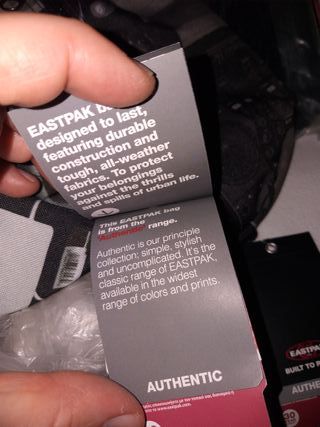 EASTPAK
designed to last,
featuring durable
construction and
tough, all-weather
fabrics. To protect
your belongings
against the thrills
and spills of urban life.
This EASTPAK bag
is from the
'Authentic' range.
Authentic is our principle
collection; simple, stylish
and uncomplicated. It's the
classic range of EASTPAK,
available in the widest
range of colors and prints.
AUTHENTIC
EASTPAK
BUILT TO
AUTHE